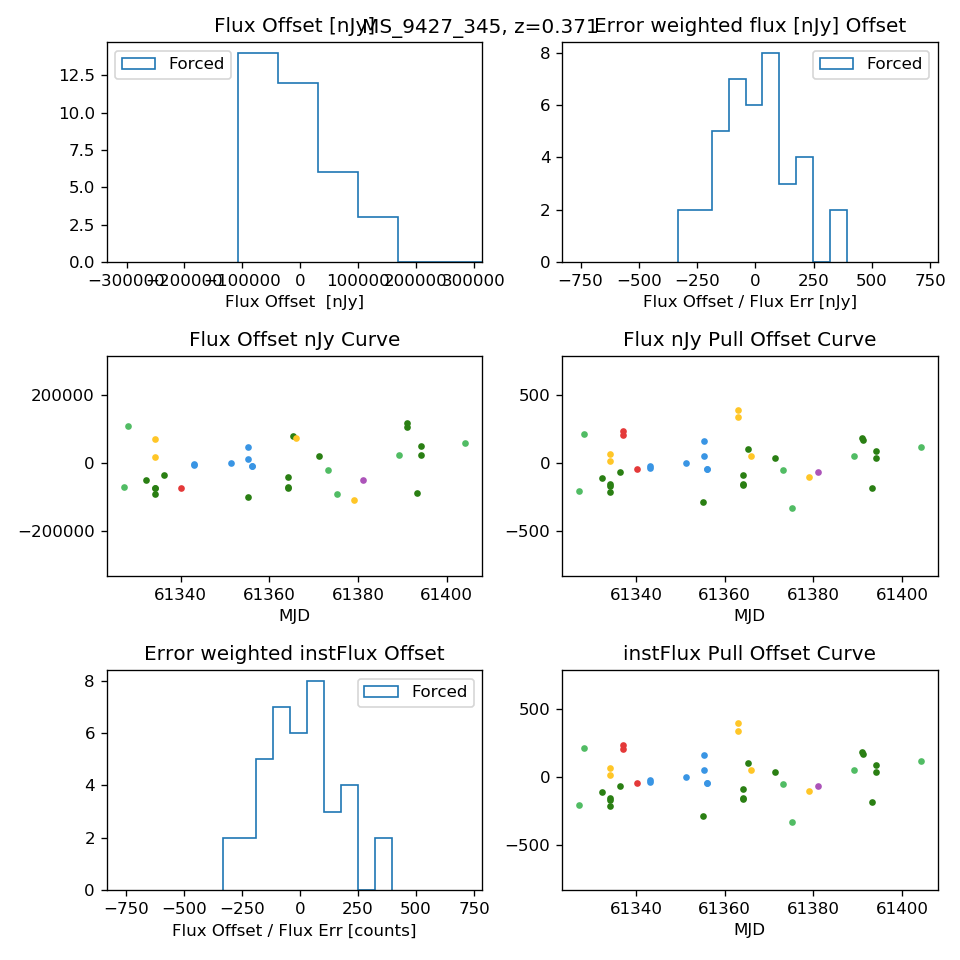 Flux Offset [nJy]
MS_9427_345, z=0.371
Error weighted flux [nJy] Offset
Forced
12.5
10.0
7.5
5.0
2.5
0.0
−300000 −200000 −100000 0 100000 200000 300000
Flux Offset  [nJy]
Forced
8
6
4
2
0
−750 −500 −250 0 250 500 750
Flux Offset / Flux Err [nJy]
Flux Offset nJy Curve
200000
0
−200000
61340 61360 61380 61400
MJD
Flux nJy Pull Offset Curve
500
0
−500
61340 61360 61380 61400
MJD
Error weighted instFlux Offset
Forced
8
6
4
2
0
−750 −500 −250 0 250 500 750
Flux Offset / Flux Err [counts]
instFlux Pull Offset Curve
500
0
−500
61340 61360 61380 61400
MJD